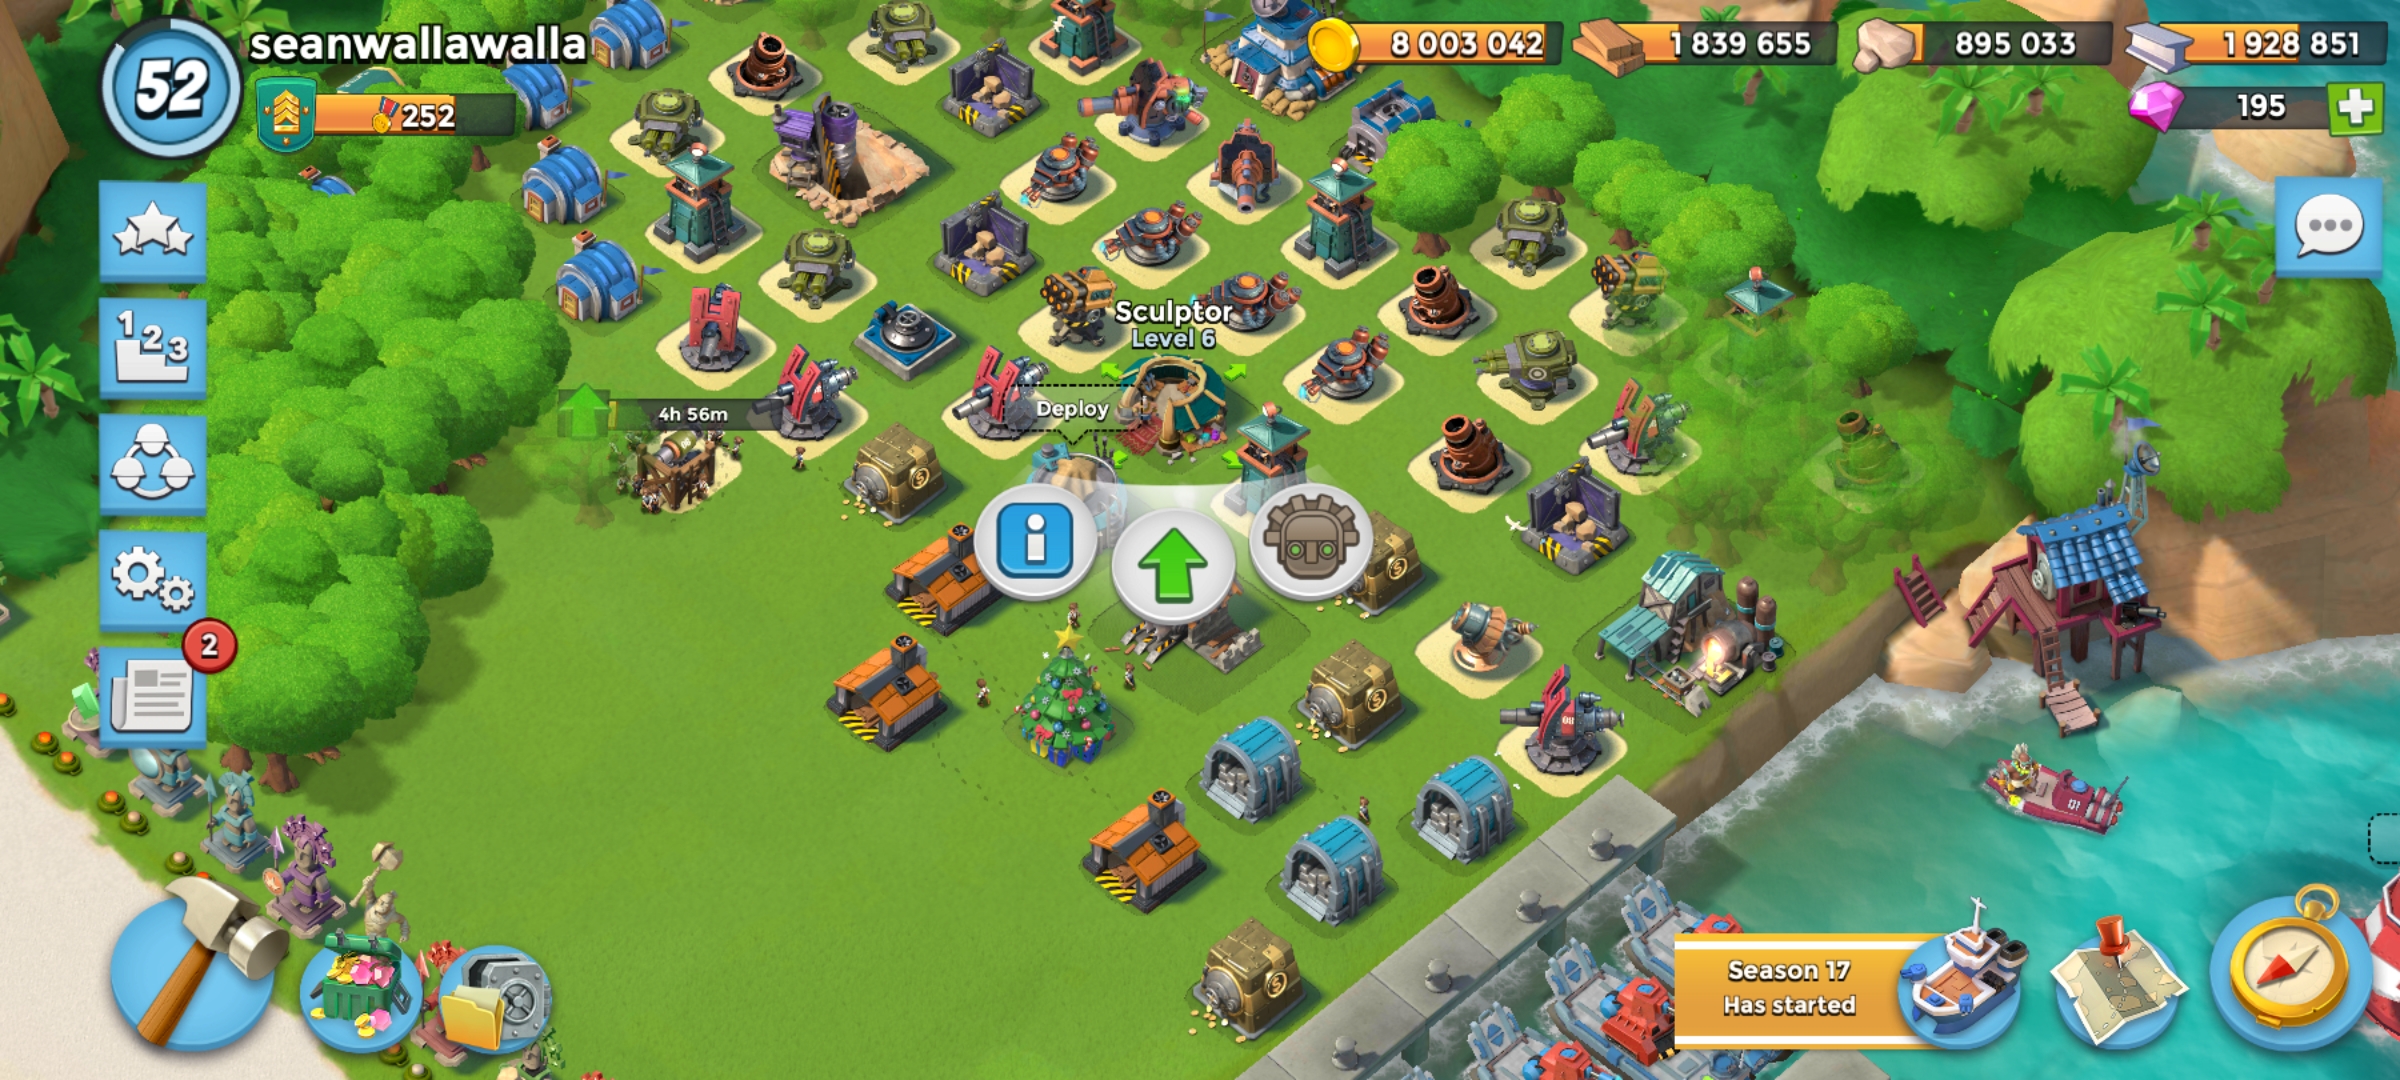 52
seanwallawalla
252
8 003 042
1 839 655
895 033
1 928 851
195
123
Sculptor
Level 6
4h 56m
Deploy
2
Season 17
Has started